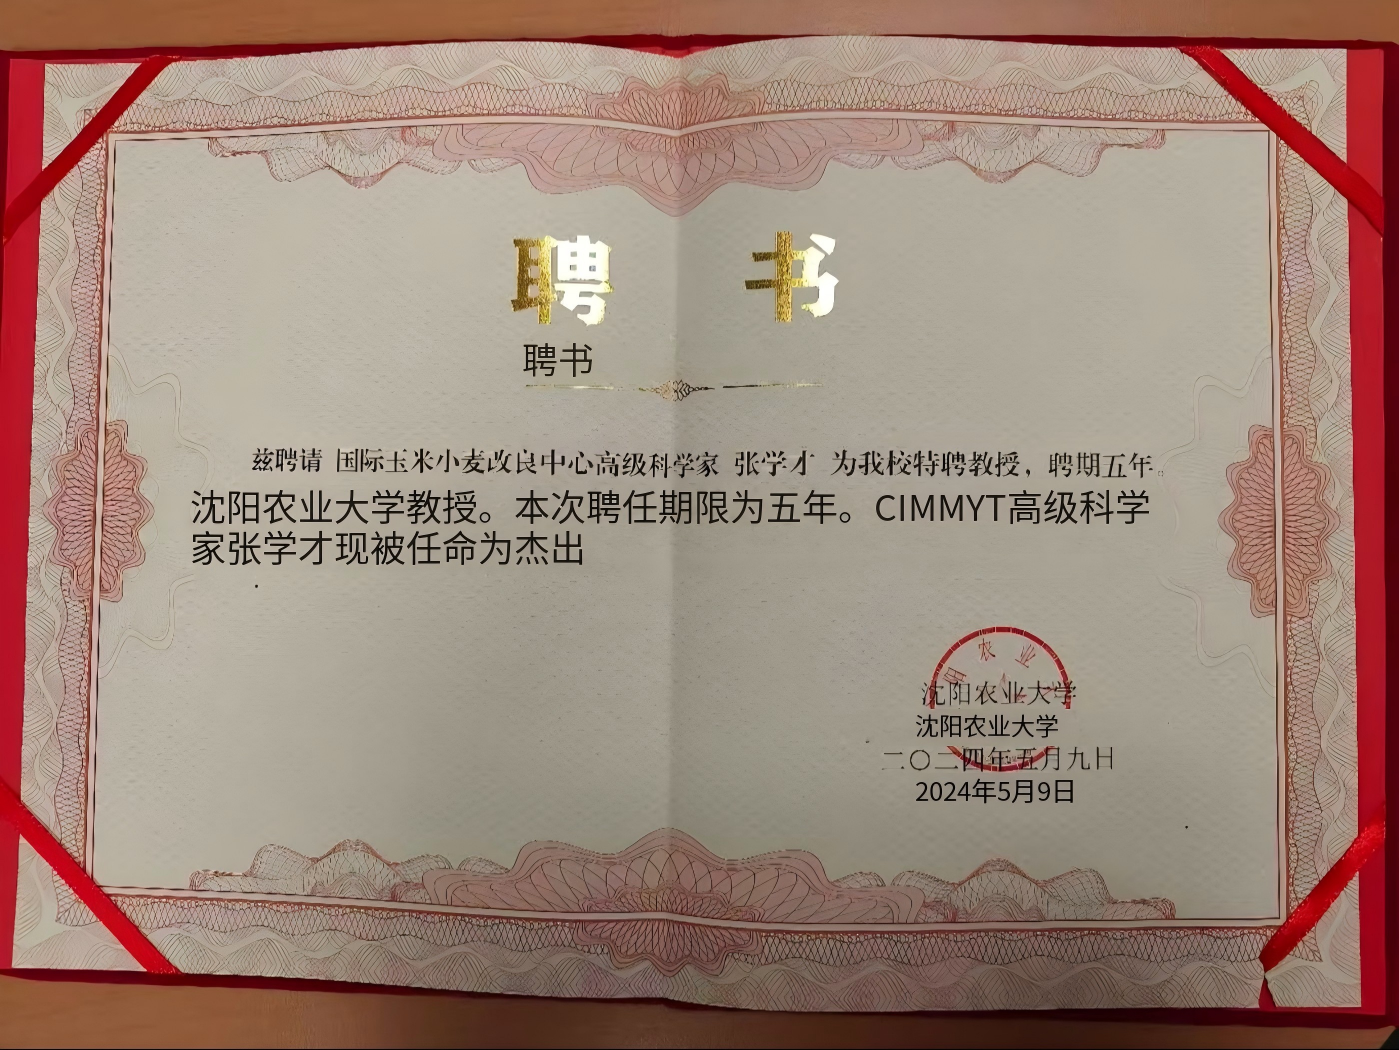 聘 书
聘书
兹聘请 国际玉米小麦改良中心高级科学家 张学才 为我校特聘教授，聘期五年。
沈阳农业大学教授。本次聘任期限为五年。CIMMYT高级科学
家张学才现被任命为杰出
阳农业大
沈阳农业大学
沈阳农业大学
二〇二四年五月九日
2024年5月9日